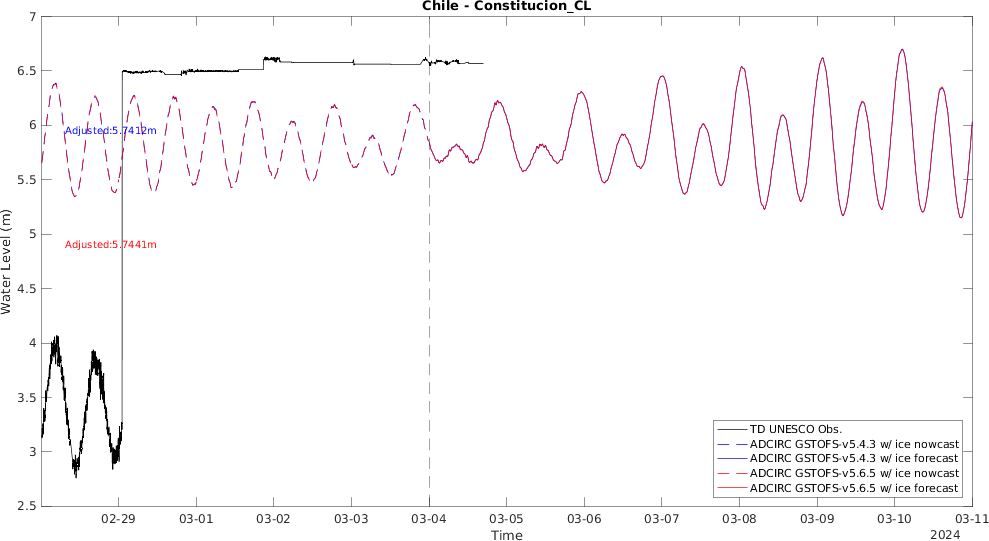 Chile - Constitucion_CL
Water Level (m)
7
6.5
6
5.5
5
4.5
4
3.5
3
2.5
Adjusted:5.7412m
Adjusted:5.7441m
TD UNESCO Obs.
ADCIRC GSTOFS-v5.4.3 w/ ice nowcast
ADCIRC GSTOFS-v5.4.3 w/ ice forecast
ADCIRC GSTOFS-v5.6.5 w/ ice nowcast
ADCIRC GSTOFS-v5.6.5 w/ ice forecast
02-29 03-01 03-02 03-03 03-04 03-05 03-06 03-07 03-08 03-09 03-10 03-11
Time
2024